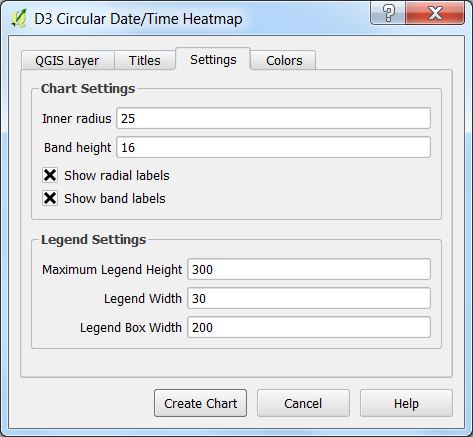 D3 Circular Date/Time Heatmap
?
QGIS Layer Titles Settings Colors
Chart Settings
Inner radius 25
Band height 16
Show radial labels
Show band labels
Legend Settings
Maximum Legend Height 300
Legend Width 30
Legend Box Width 200
Create Chart Cancel Help